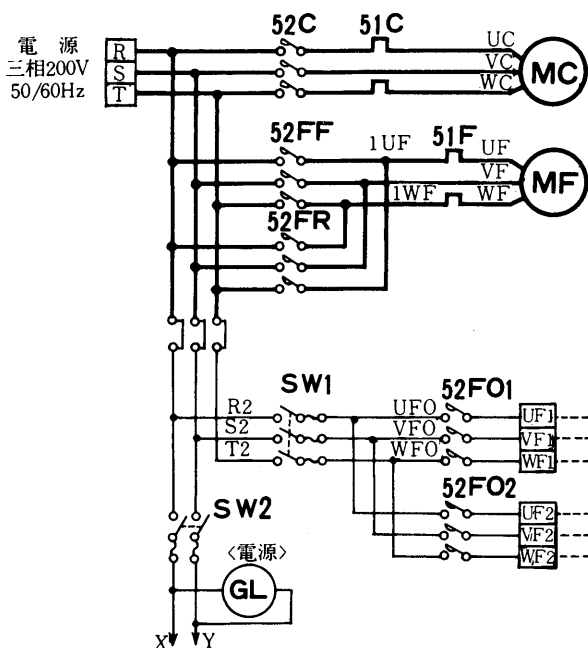 電源
三相200V
50/60Hz
R
S
T
52C
51C
UC
VC
WC
MC
52FF
1UF
51F
UF
VF
1WF
WF
MF
52FR
SW1
R2
S2
T2
UFO
VFO
WFO
52FO1
UF1
VF1
WF1
52FO2
UF2
VF2
WF2
SW2
〈電源〉
GL
X
Y